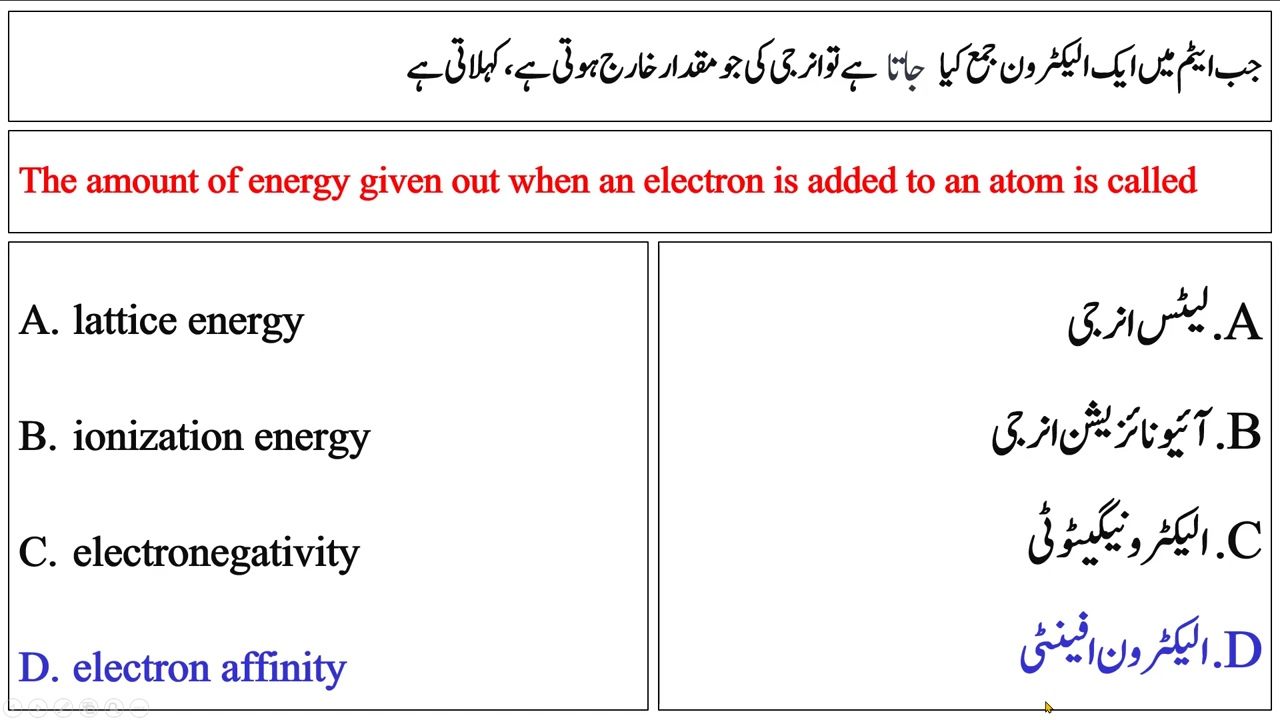 جب ایٹم میں ایک الیکٹرون جمع کیا جاتا ہے تو انرجی کی جو مقدار خارج ہوتی ہے، کہلاتی ہے
The amount of energy given out when an electron is added to an atom is called
A. lattice energy
B. ionization energy
C. electronegativity
D. electron affinity
A. لیٹس انرجی
B. آئیونائزیشن انرجی
C. الیکٹرونیگیٹوٹی
D. الیکٹرون افینٹی